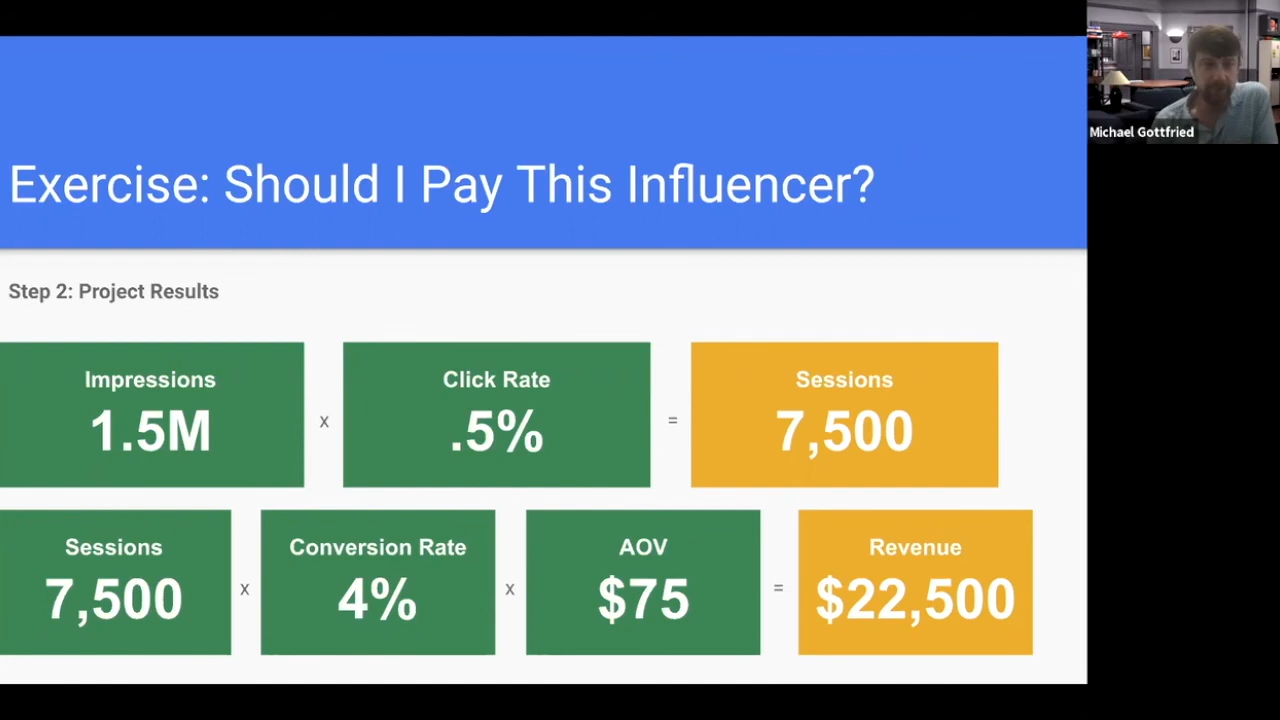 Exercise: Should I Pay This Influencer?
Michael Gottfried
Step 2: Project Results
Impressions
1.5M
x
Click Rate
.5%
=
Sessions
7,500
Sessions
7,500
x
Conversion Rate
4%
x
AOV
$75
=
Revenue
$22,500